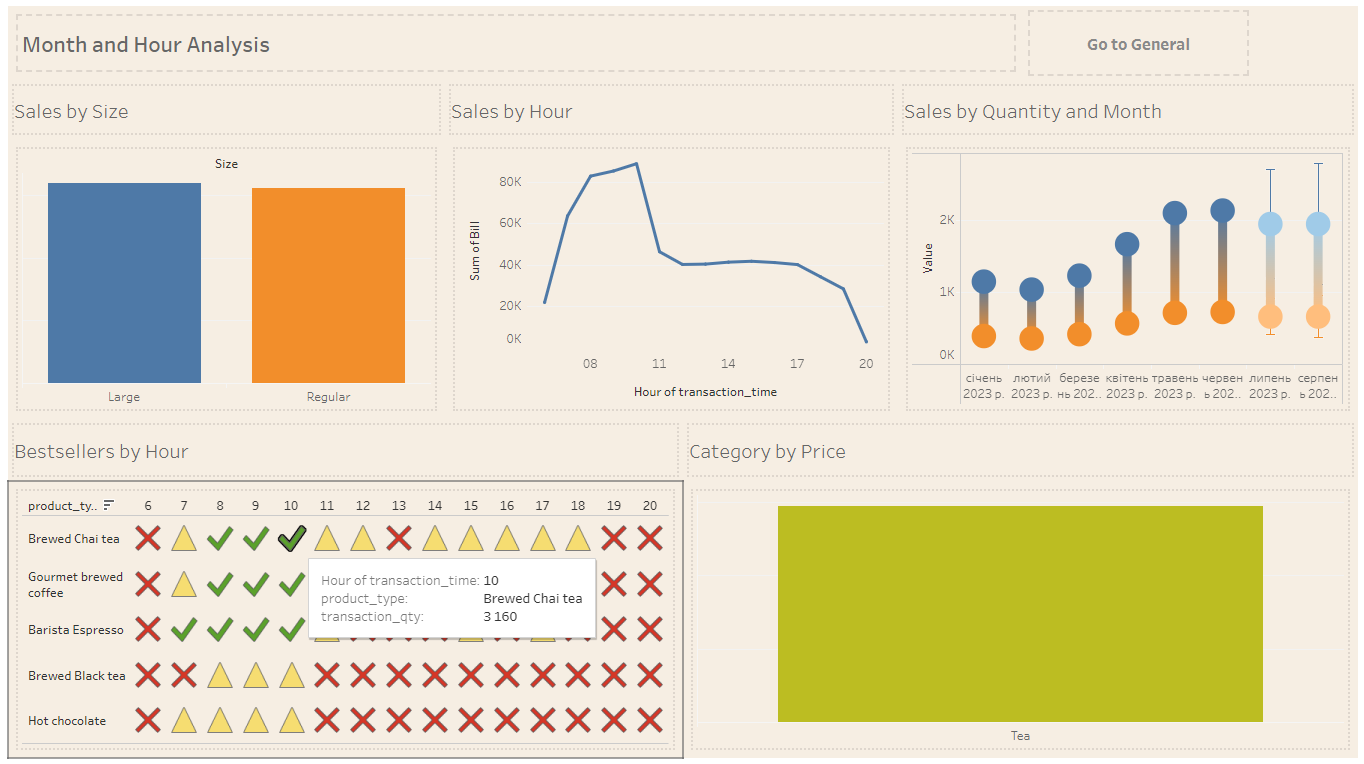 Month and Hour Analysis
Go to General
Sales by Size
Sales by Hour
Sales by Quantity and Month
Size
Large
Regular
Sum of Bill
80K
60K
40K
20K
0K
08
11
14
17
20
Hour of transaction_time
Value
2K
1K
0K
січень 2023 р.
лютий 2023 р.
березе
нь 202..
квітень 2023 р.
травень 2023 р.
червен
ь 202..
липень 2023 р.
серпен
ь 202..
Bestsellers by Hour
Category by Price
product_ty..
6 7 8 9 10 11 12 13 14 15 16 17 18 19 20
Brewed Chai tea
Gourmet brewed
coffee
Barista Espresso
Brewed Black tea
Hot chocolate
Hour of transaction_time: 10
product_type: Brewed Chai tea
transaction_qty: 3 160
Tea